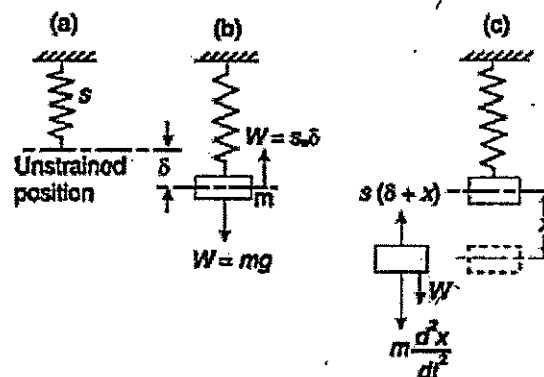 (a) (b) (c)
s
W = s.δ
Unstrained
position
δ
m
s (δ + x)
x
W = mg
W
m d²x/dt²